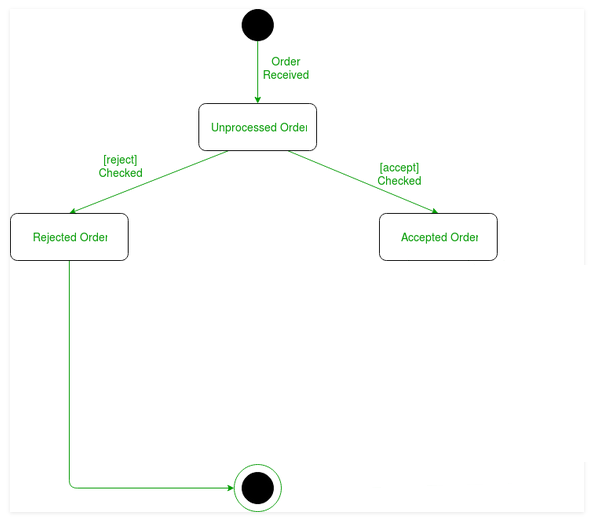 Order
Received
Unprocessed Order
[reject]
Checked
[accept]
Checked
Rejected Order
Accepted Order